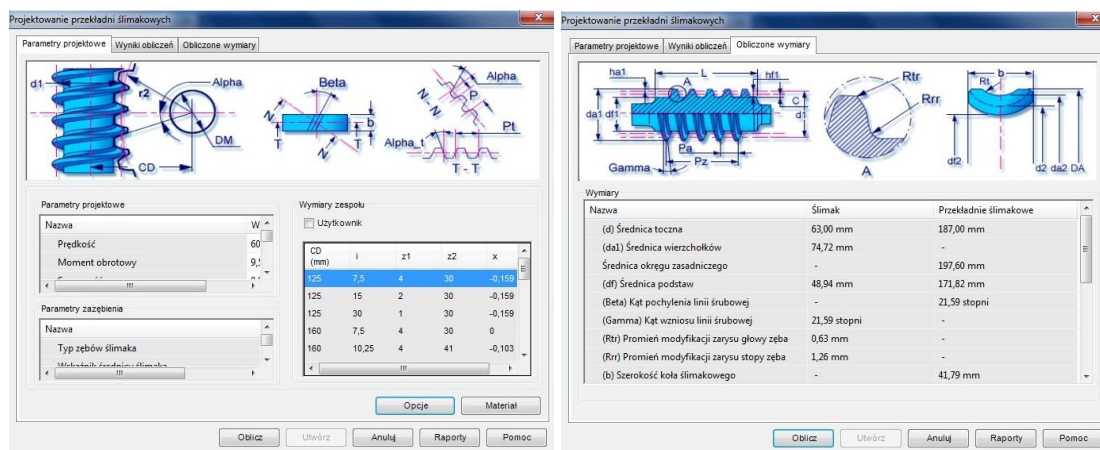 Projektowanie przekładni ślimakowych
Parametry projektowe Wyniki obliczeń Obliczone wymiary
d1 r2 Alpha DM CD
Beta N N T T b
Alpha N - N P Pt Alpha_t T - T
Parametry projektowe
Nazwa W
Prędkość 60
Moment obrotowy
Parametry zazębienia
Nazwa
Typ zębów ślimaka
Wymiary zespołu
Użytkownik
CD (mm) i z1 z2 x
125 7,5 4 30 -0,159
125 15 2 30 -0,159
125 30 1 30 -0,159
160 7,5 4 30 0
160 10,25 4 41 -0,103
Opcje Materiał
Oblicz Utwórz Anuluj Raporty Pomoc
Projektowanie przekładni ślimakowych
Parametry projektowe Wyniki obliczeń Obliczone wymiary
ha1 L A hf1 da1 df1 C d1 Pa Pz Gamma
Rtr Rrr A
b Rt df2 d2 da2 DA
Wymiary
Nazwa Ślimak Przekładnie ślimakowe
(d) Średnica toczna 63,00 mm 187,00 mm
(da1) Średnica wierzchołków 74,72 mm -
Średnica okręgu zasadniczego - 197,60 mm
(df) Średnica podstaw 48,94 mm 171,82 mm
(Beta) Kąt pochylenia linii śrubowej - 21,59 stopni
(Gamma) Kąt wzniosu linii śrubowej 21,59 stopni -
(Rtr) Promień modyfikacji zarysu głowy zęba 0,63 mm -
(Rrr) Promień modyfikacji zarysu stopy zęba 1,26 mm -
(b) Szerokość koła ślimakowego - 41,79 mm
Oblicz Utwórz Anuluj Raporty Pomoc